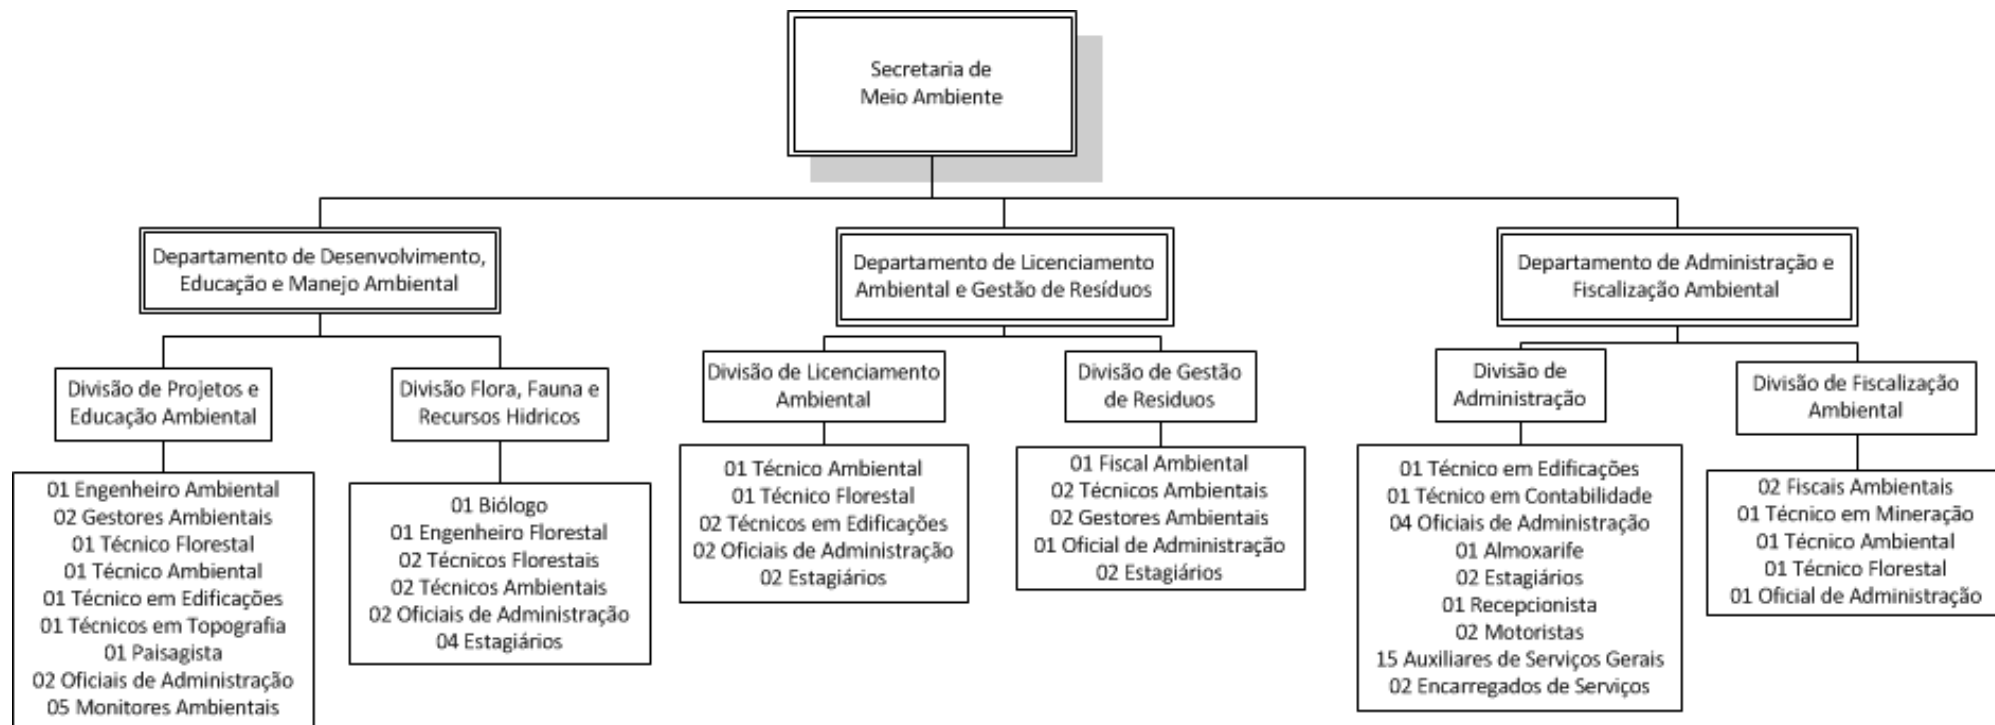 Secretaria de
Meio Ambiente
Departamento de Desenvolvimento,
Educação e Manejo Ambiental
Departamento de Licenciamento
Ambiental e Gestão de Resíduos
Departamento de Administração e
Fiscalização Ambiental
Divisão de Projetos e
Educação Ambiental
Divisão Flora, Fauna e
Recursos Hidricos
Divisão de Licenciamento
Ambiental
Divisão de Gestão
de Residuos
Divisão de
Administração
Divisão de Fiscalização
Ambiental
01 Engenheiro Ambiental
02 Gestores Ambientais
01 Técnico Florestal
01 Técnico Ambiental
01 Técnico em Edificações
01 Técnicos em Topografia
01 Paisagista
02 Oficiais de Administração
05 Monitores Ambientais
01 Biólogo
01 Engenheiro Florestal
02 Técnicos Florestais
02 Técnicos Ambientais
02 Oficiais de Administração
04 Estagiários
01 Técnico Ambiental
01 Técnico Florestal
02 Técnicos em Edificações
02 Oficiais de Administração
02 Estagiários
01 Fiscal Ambiental
02 Técnicos Ambientais
02 Gestores Ambientais
01 Oficial de Administração
02 Estagiários
01 Técnico em Edificações
01 Técnico em Contabilidade
04 Oficiais de Administração
01 Almoxarife
02 Estagiários
01 Recepcionista
02 Motoristas
15 Auxiliares de Serviços Gerais
02 Encarregados de Serviços
02 Fiscais Ambientais
01 Técnico em Mineração
01 Técnico Ambiental
01 Técnico Florestal
01 Oficial de Administração